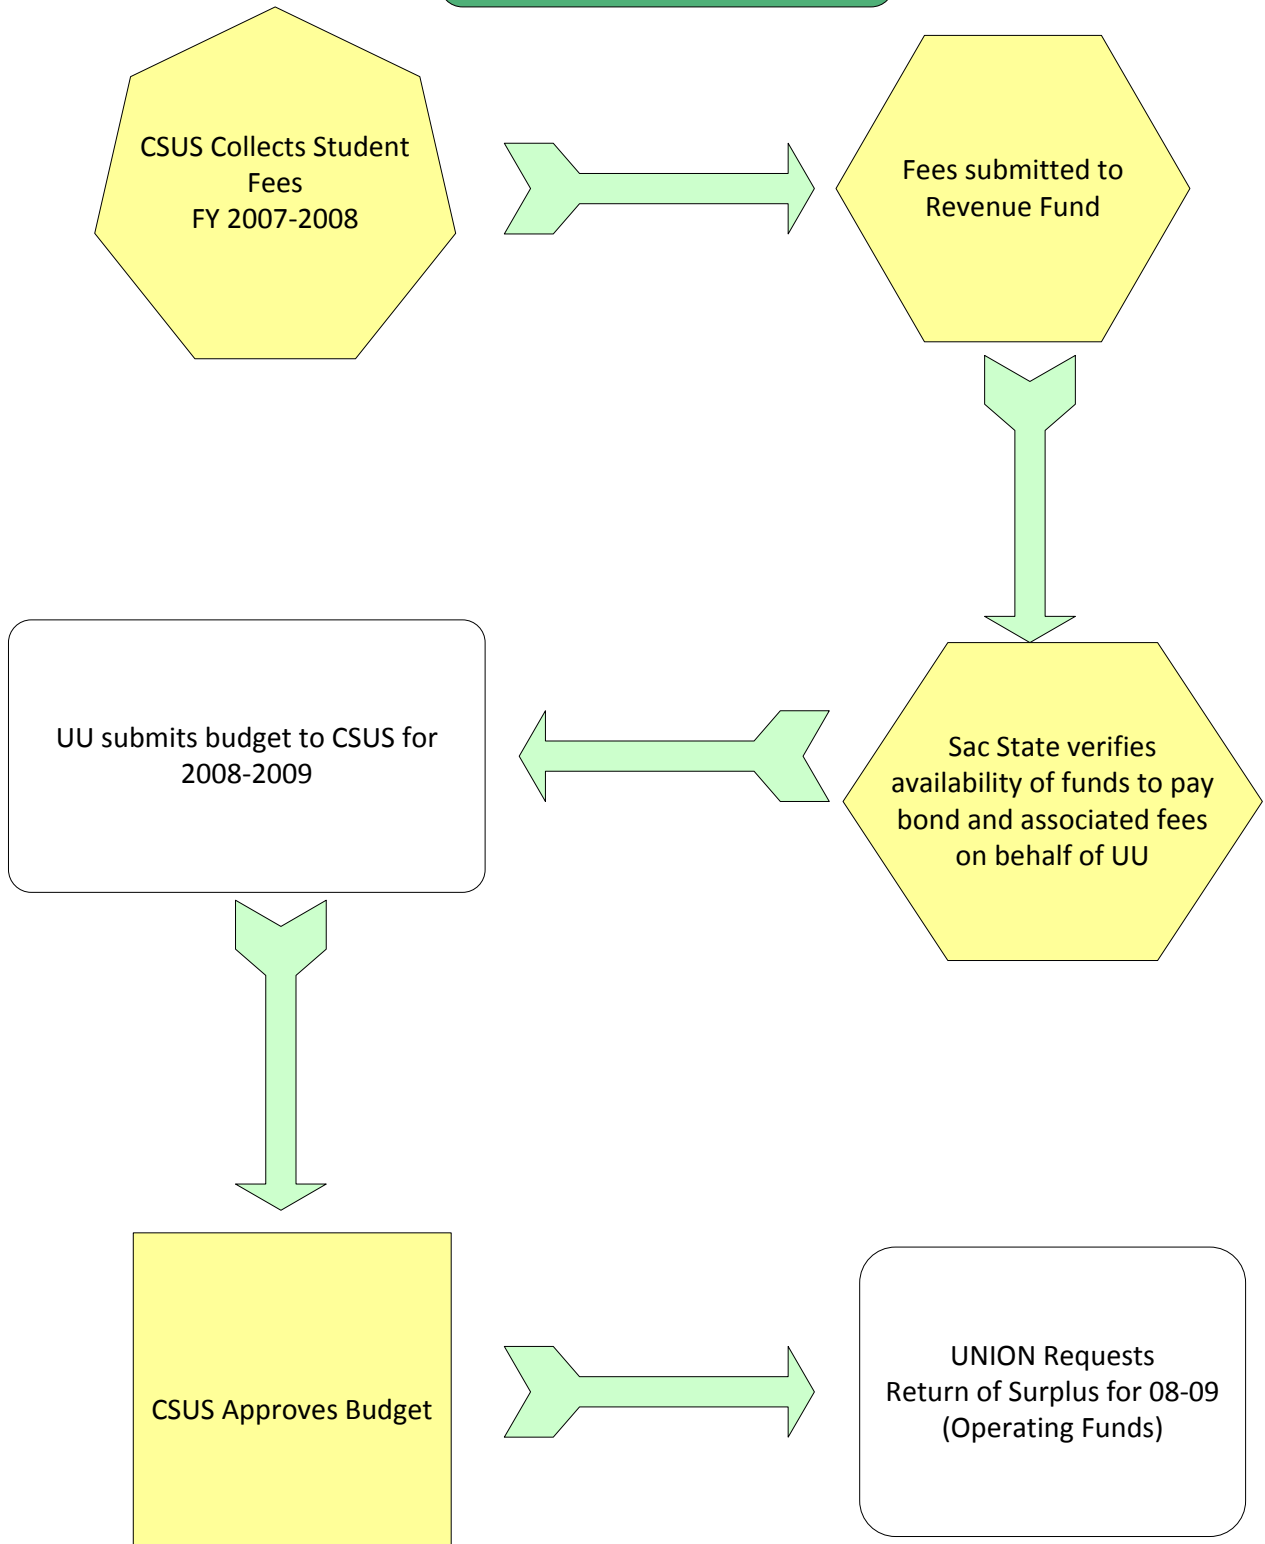 CSUS Collects Student
Fees
FY 2007-2008
Fees submitted to
Revenue Fund
Sac State verifies
availability of funds to pay
bond and associated fees
on behalf of UU
UU submits budget to CSUS for
2008-2009
CSUS Approves Budget
UNION Requests
Return of Surplus for 08-09
(Operating Funds)